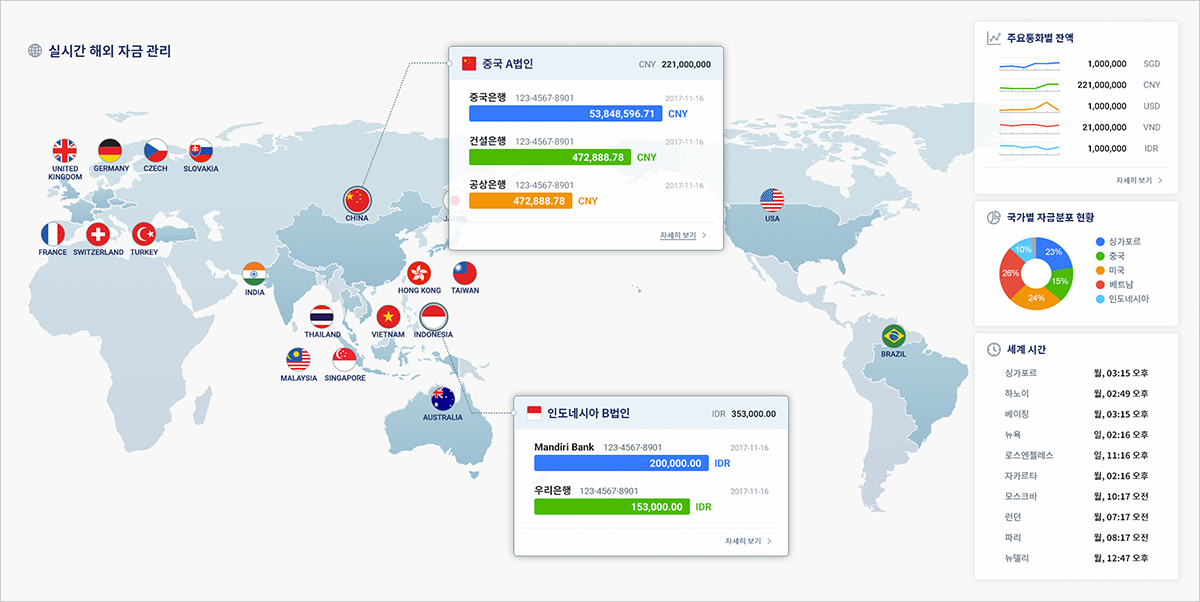 실시간 해외 자금 관리
UNITED KINGDOM
GERMANY
CZECH
SLOVAKIA
FRANCE
SWITZERLAND
TURKEY
CHINA
JAPAN
INDIA
HONG KONG
TAIWAN
THAILAND
VIETNAM
INDONESIA
MALAYSIA
SINGAPORE
AUSTRALIA
USA
BRAZIL
중국 A법인 CNY 221,000,000
중국은행 123-4567-8901 2017-11-16
53,848,596.71 CNY
건설은행 123-4567-8901 2017-11-16
472,888.78 CNY
공상은행 123-4567-8901 2017-11-16
472,888.78 CNY
자세히 보기
인도네시아 B법인 IDR 353,000.00
Mandiri Bank 123-4567-8901 2017-11-16
200,000.00 IDR
우리은행 123-4567-8901 2017-11-16
153,000.00 IDR
자세히 보기
주요통화별 잔액
1,000,000 SGD
221,000,000 CNY
1,000,000 USD
21,000,000 VND
1,000,000 IDR
자세히 보기
국가별 자금분포 현황
10%
23%
15%
24%
26%
싱가포르
중국
미국
베트남
인도네시아
세계 시간
싱가포르 월, 03:15 오후
하노이 월, 02:49 오후
베이징 월, 03:15 오후
뉴욕 일, 02:16 오후
로스엔젤레스 일, 11:16 오후
자카르타 월, 02:16 오후
모스크바 월, 10:17 오전
런던 월, 07:17 오전
파리 월, 08:17 오전
뉴델리 월, 12:47 오후